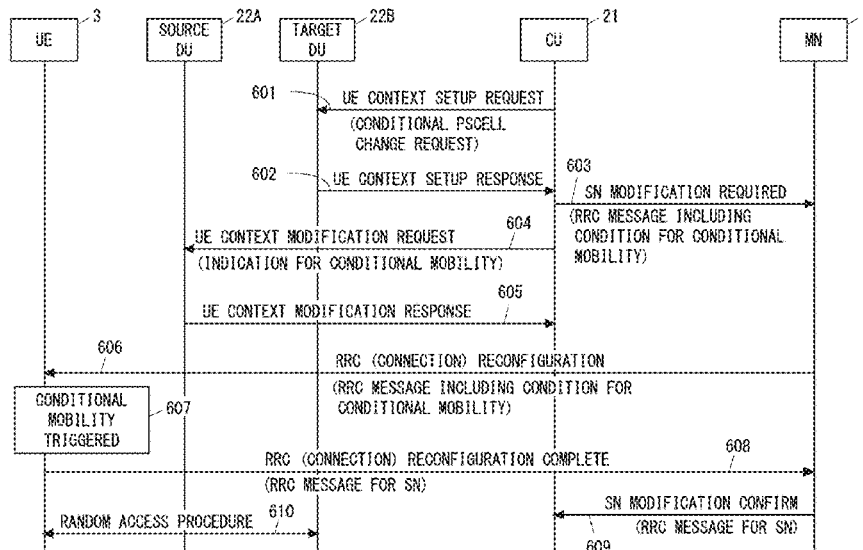 UE
3
SOURCE
DU
22A
TARGET
DU
22B
CU
21
MN
601
UE CONTEXT SETUP REQUEST
(CONDITIONAL PSCELL
CHANGE REQUEST)
602
UE CONTEXT SETUP RESPONSE
603
SN MODIFICATION REQUIRED
(RRC MESSAGE INCLUDING
CONDITION FOR CONDITIONAL
MOBILITY)
UE CONTEXT MODIFICATION REQUEST
604
(INDICATION FOR CONDITIONAL MOBILITY)
UE CONTEXT MODIFICATION RESPONSE
605
606
RRC (CONNECTION) RECONFIGURATION
(RRC MESSAGE INCLUDING CONDITION FOR
CONDITIONAL MOBILITY)
CONDITIONAL
MOBILITY
TRIGGERED
607
RRC (CONNECTION) RECONFIGURATION COMPLETE
608
(RRC MESSAGE FOR SN)
SN MODIFICATION CONFIRM
(RRC MESSAGE FOR SN)
609
RANDOM ACCESS PROCEDURE
610